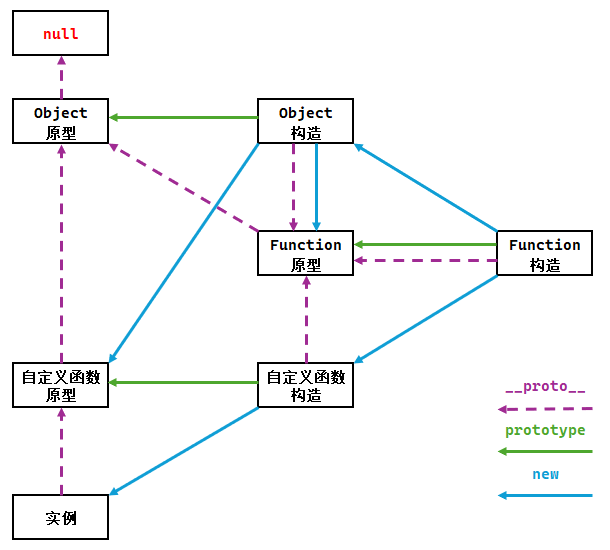 null
Object
原型
Object
构造
Function
原型
Function
构造
自定义函数
原型
自定义函数
构造
__proto__
prototype
new
实例